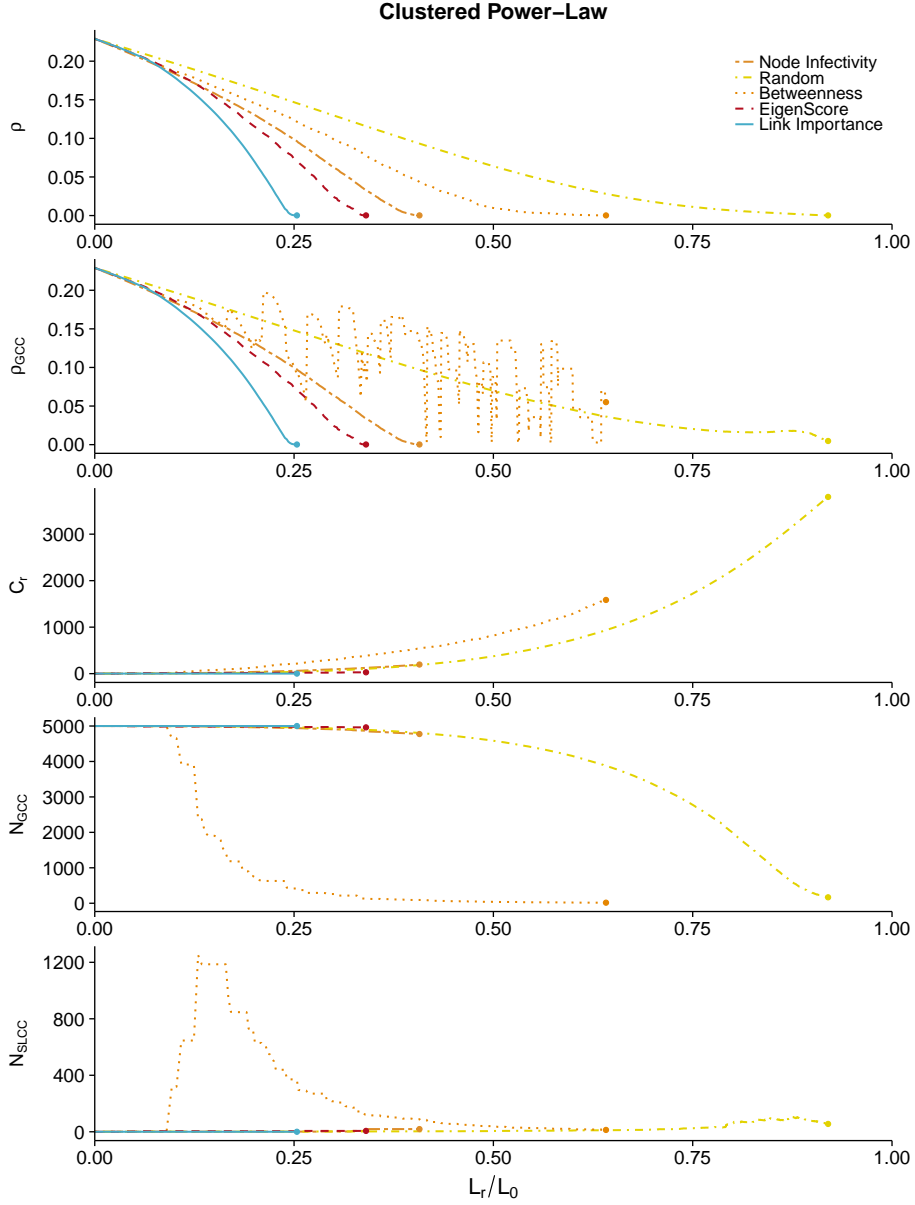 Clustered Power−Law
0.20
0.15
0.10
0.05
0.00
ρ
Node Infectivity
Random
Betweenness
EigenScore
Link Importance
0.00 0.25 0.50 0.75 1.00
0.20
0.15
0.10
0.05
0.00
ρGCC
0.00 0.25 0.50 0.75 1.00
3000
2000
1000
0
Cr
0.00 0.25 0.50 0.75 1.00
5000
4000
3000
2000
1000
0
NGCC
0.00 0.25 0.50 0.75 1.00
1200
800
400
0
NSLCC
0.00 0.25 0.50 0.75 1.00
Lr/L0